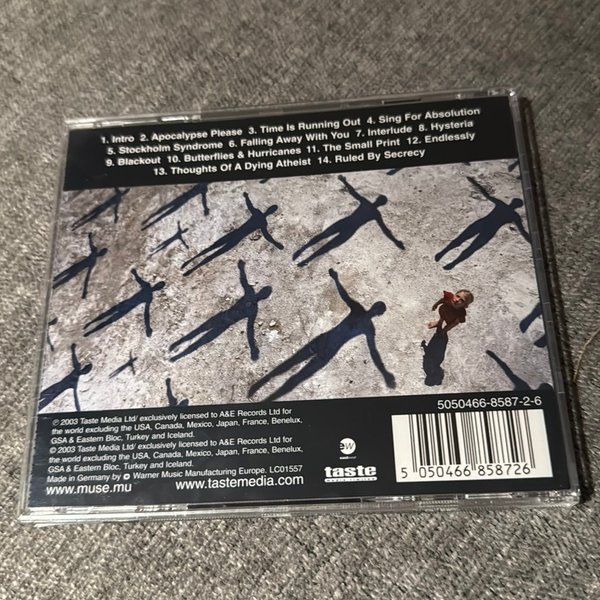 1. Intro 2. Apocalypse Please 3. Time Is Running Out 4. Sing For Absolution
5. Stockholm Syndrome 6. Falling Away With You 7. Interlude 8. Hysteria
9. Blackout 10. Butterflies & Hurricanes 11. The Small Print 12. Endlessly
13. Thoughts Of A Dying Atheist 14. Ruled By Secrecy
5050466-8587-2-6
℗ 2003 Taste Media Ltd/ exclusively licensed to A&E Records Ltd for
the world excluding the USA, Canada, Mexico, Japan, France, Benelux,
GSA & Eastern Bloc, Turkey and Iceland.
© 2003 Taste Media Ltd/ exclusively licensed to A&E Records Ltd for
the world excluding the USA, Canada, Mexico, Japan, France, Benelux,
GSA & Eastern Bloc, Turkey and Iceland.
Made in Germany by Warner Music Manufacturing Europe. LC01557
www.muse.mu
www.tastemedia.com
ew
taste
5 050466 858726